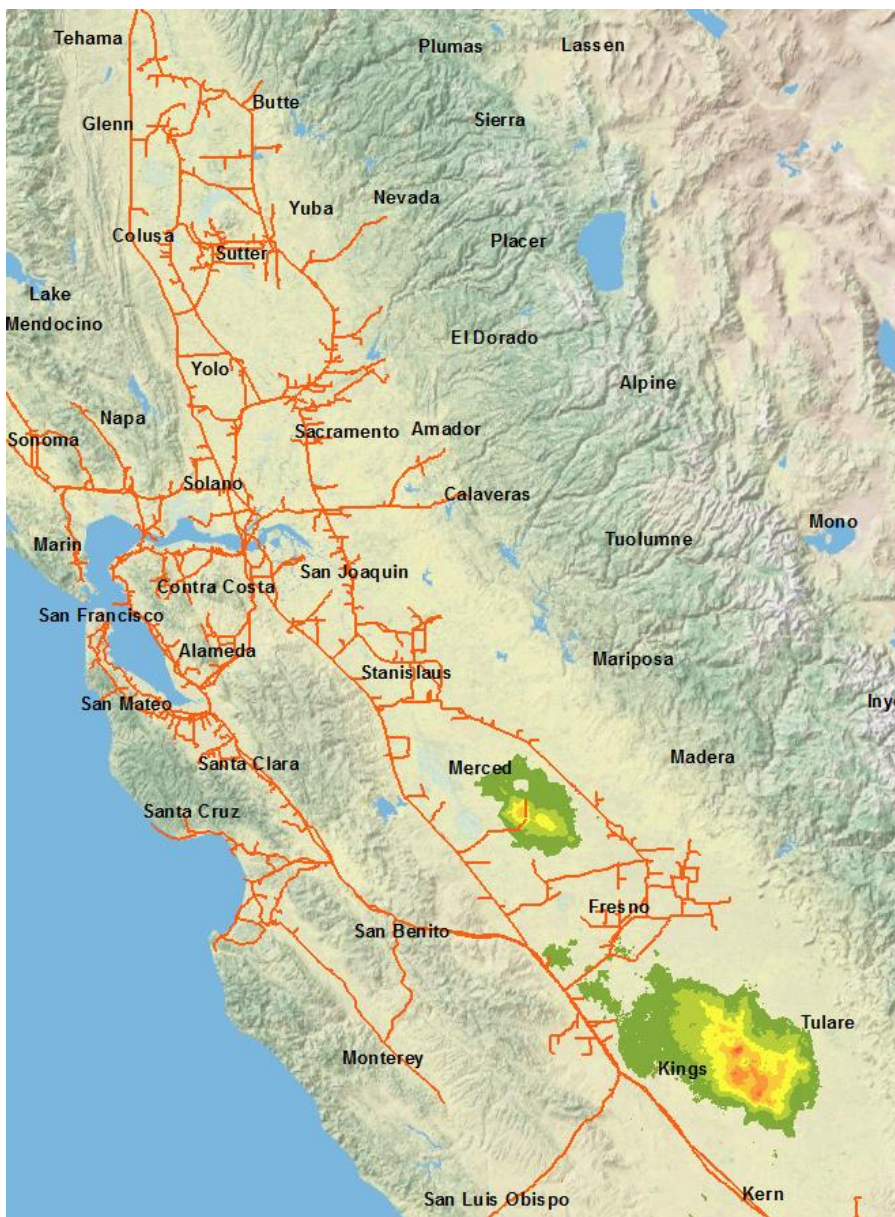 Tehama
Plumas
Lassen
Butte
Glenn
Sierra
Nevada
Yuba
Colusa
Placer
Sutter
Lake
Mendocino
El Dorado
Yolo
Alpine
Napa
Sonoma
Sacramento
Amador
Solano
Calaveras
Mono
Marin
Tuolumne
San Joaquin
Contra Costa
San Francisco
Alameda
Mariposa
Stanislaus
Iny
San Mateo
Madera
Santa Clara
Merced
Santa Cruz
Fresno
San Benito
Tulare
Monterey
Kings
San Luis Obispo
Kern